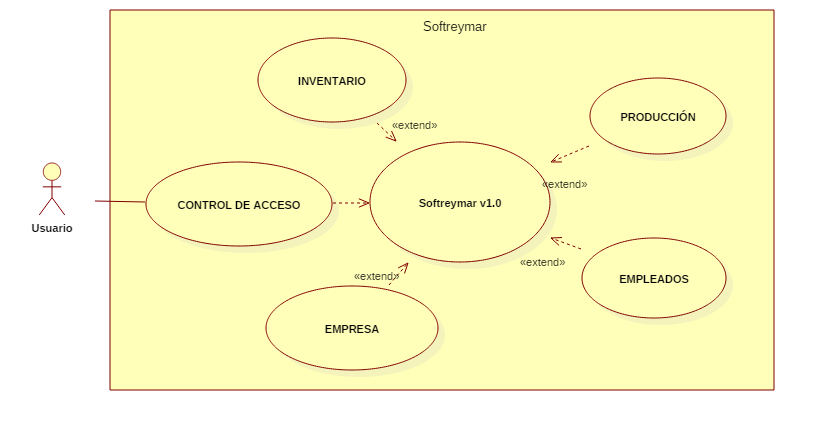 Softreymar
INVENTARIO
«extend»
PRODUCCIÓN
«extend»
CONTROL DE ACCESO
Softreymar v1.0
Usuario
«extend»
«extend»
EMPLEADOS
EMPRESA